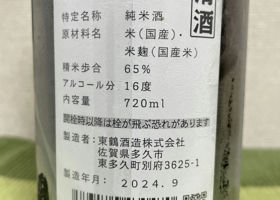 清酒
特定名称 純米酒
原材料名 米(国産)・
米麹(国産米)
精米歩合 65%
アルコール分 16度
内容量 720ml
開栓時以降は栓が飛ぶ恐れがあります
製造者：東鶴酒造株式会社
佐賀県多久市
東多久町別府3625-1
製造年月：2024.9